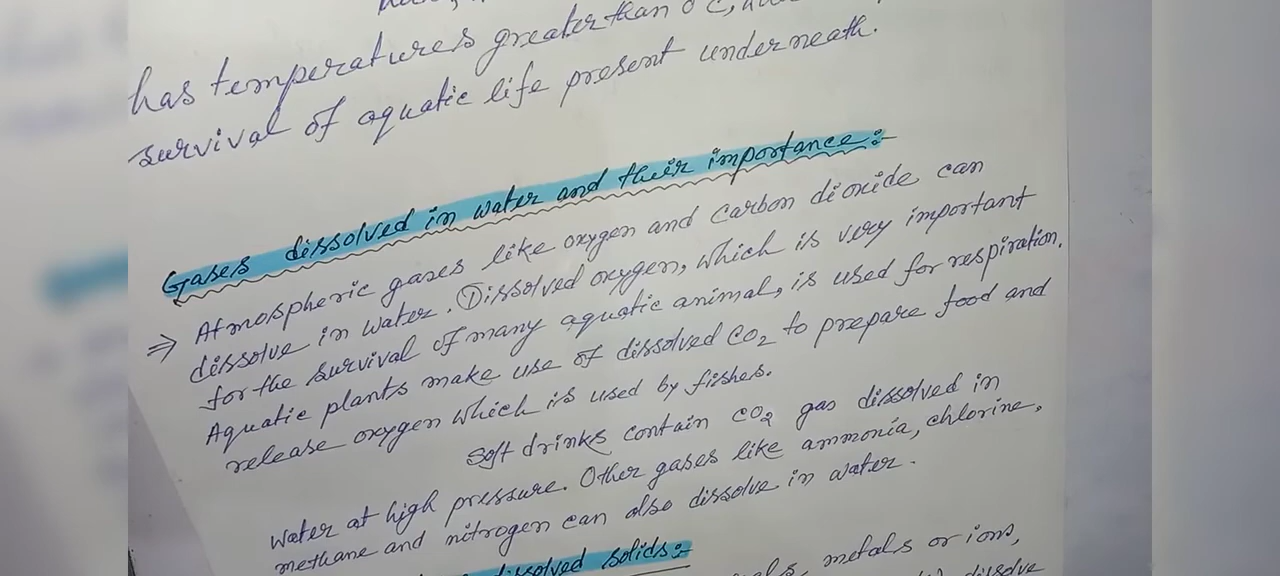 has temperatures greater than 0°C,
survival of aquatic life present underneath.
Gases dissolved in water and their importance:-
⇒ Atmospheric gases like oxygen and carbon dioxide can
dissolve in water. Dissolved oxygen, which is very important
for the survival of many aquatic animal, is used for respiration.
Aquatic plants make use of dissolved CO2 to prepare food and
release oxygen which is used by fishes.
Soft drinks contain CO2 gas dissolved in
water at high pressure. Other gases like ammonia, chlorine,
methane and nitrogen can also dissolve in water.
dissolved solids:-
metals or ions,
dissolve